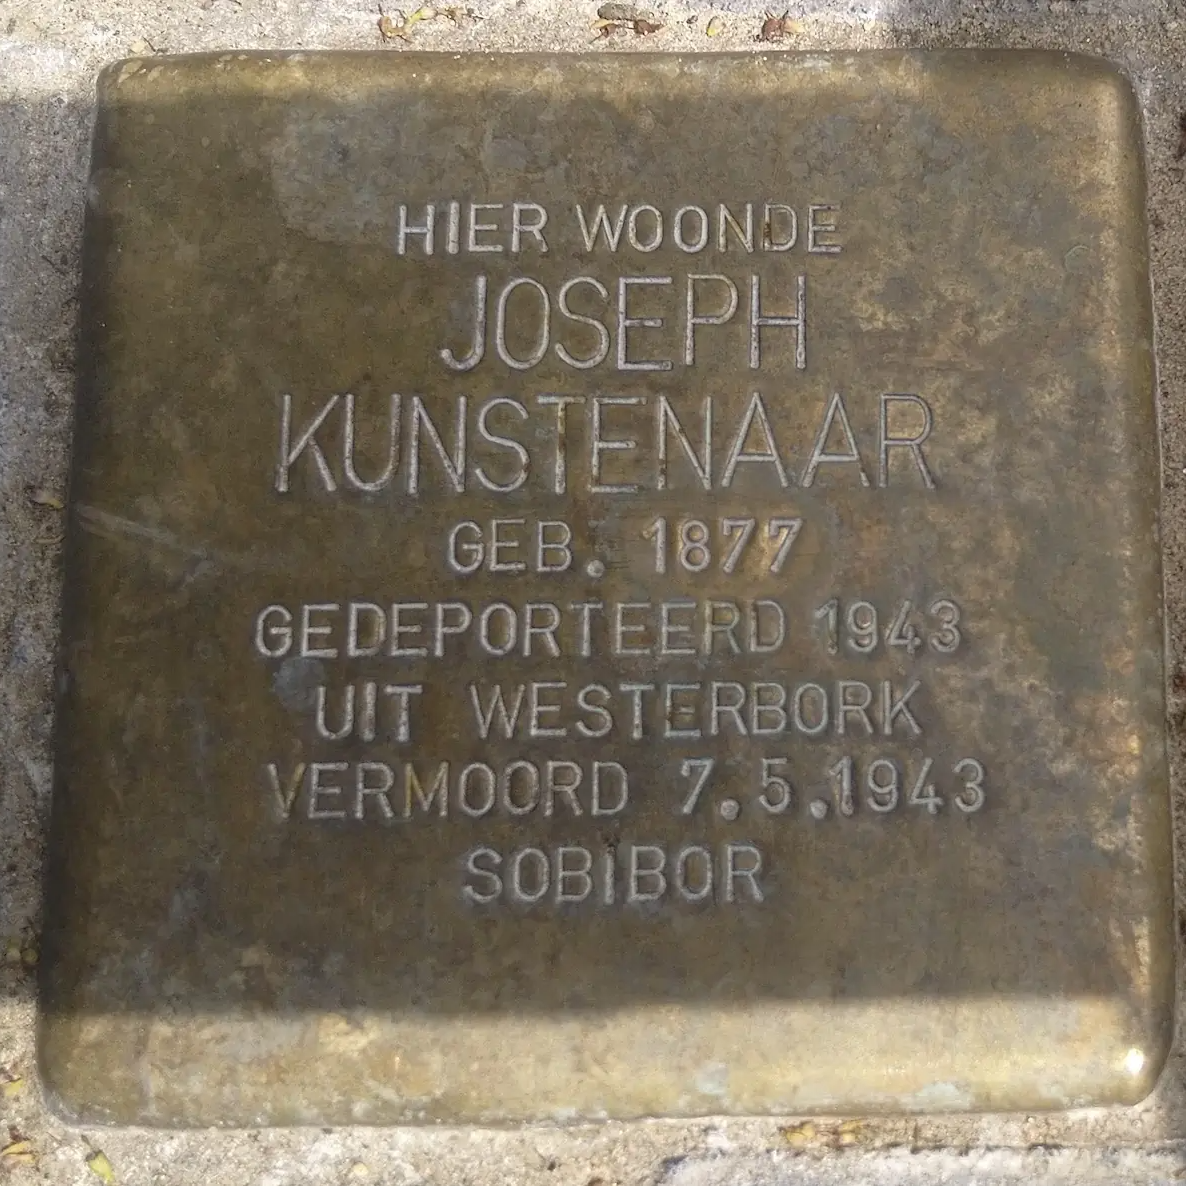 HIER WOONDE
JOSEPH
KUNSTENAAR
GEB. 1877
GEDEPORTEERD 1943
UIT WESTERBORK
VERMOORD 7.5.1943
SOBIBOR